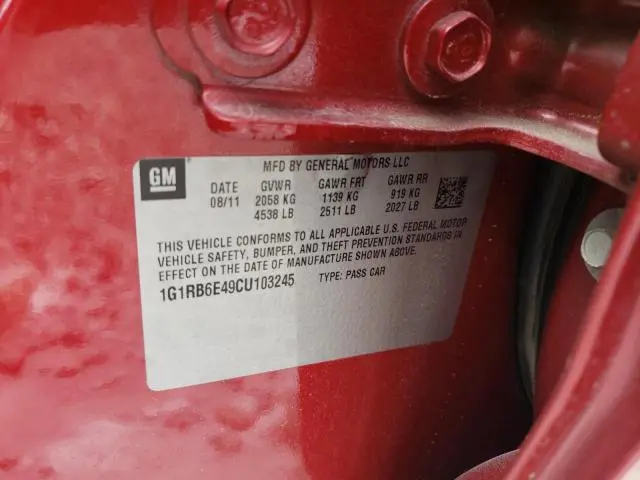 GM
MFD BY GENERAL MOTORS LLC
DATE GVWR GAWR FRT GAWR RR
08/11 2058 KG 1139 KG 919 KG
4538 LB 2511 LB 2027 LB
THIS VEHICLE CONFORMS TO ALL APPLICABLE U.S. FEDERAL MOTOR
VEHICLE SAFETY, BUMPER, AND THEFT PREVENTION STANDARDS IN
EFFECT ON THE DATE OF MANUFACTURE SHOWN ABOVE.
1G1RB6E49CU103245 TYPE: PASS CAR